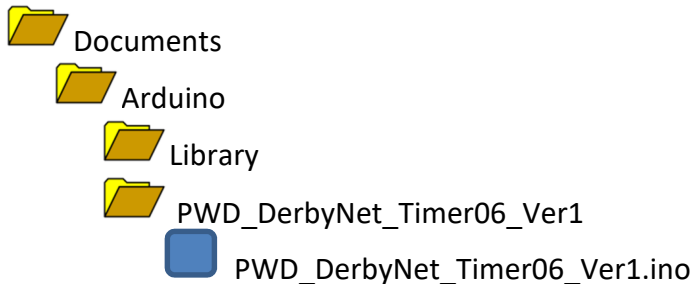 Documents
Arduino
Library
PWD_DerbyNet_Timer06_Ver1
PWD_DerbyNet_Timer06_Ver1.ino